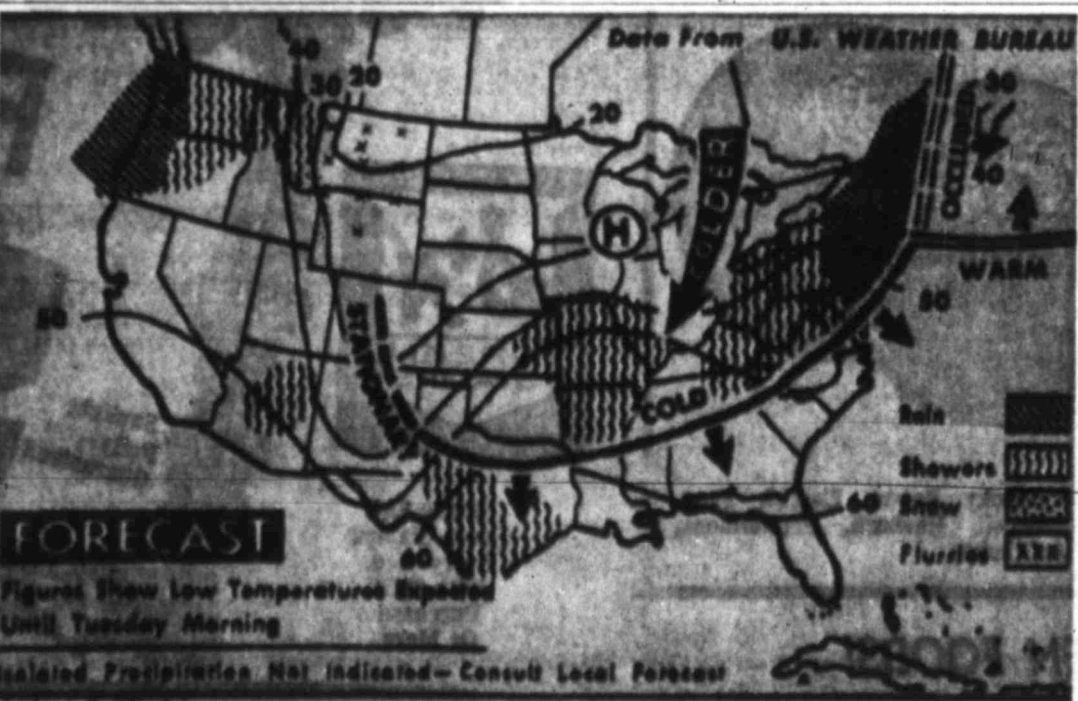 Data From U.S. WEATHER BUREAU
40
30 20
20
30
40
OCCLUDED
COLDER
H
WARM
50
50
STATIONARY
COLD
Rain
Showers
Snow
Flurries
60
60
FORECAST
Figures Show Low Temperatures Expected
Until Tuesday Morning
Isolated Precipitation Not Indicated—Consult Local Forecast